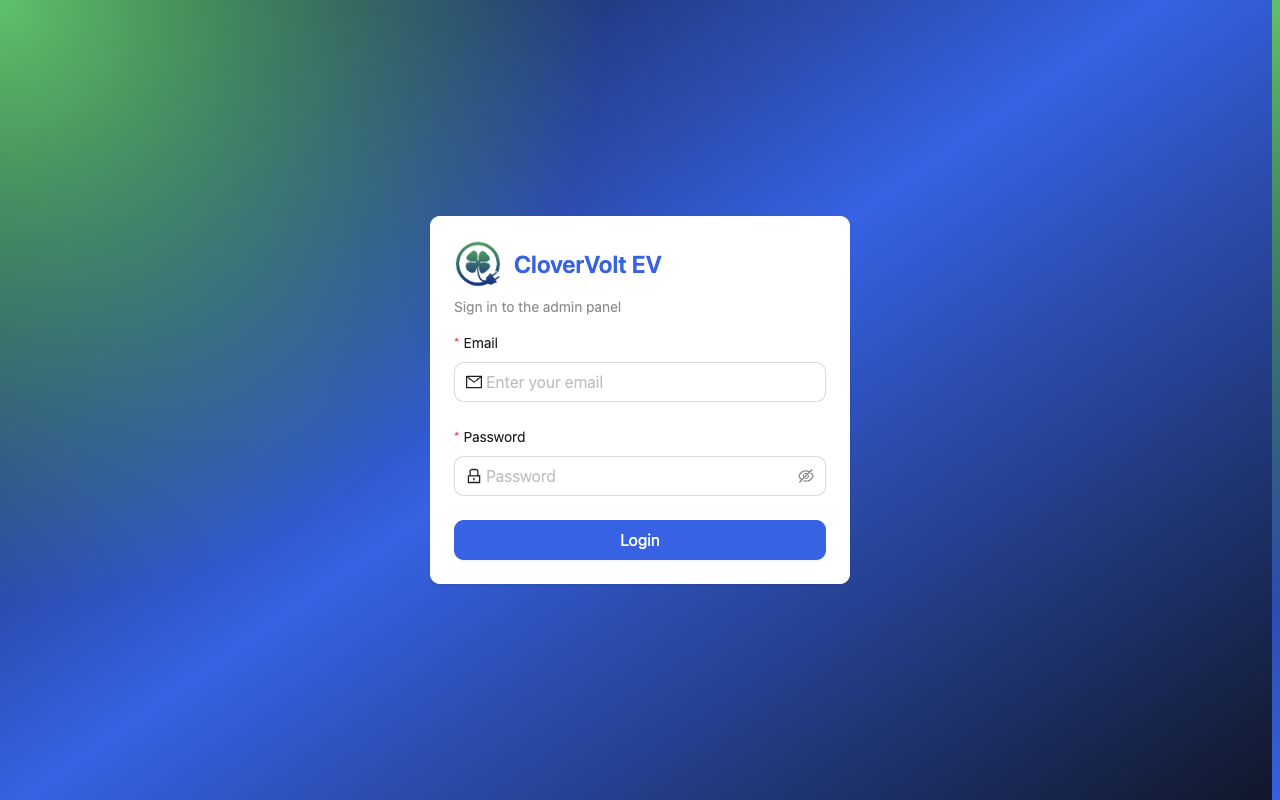 CloverVolt EV
Sign in to the admin panel
* Email
Enter your email
* Password
Password
Login